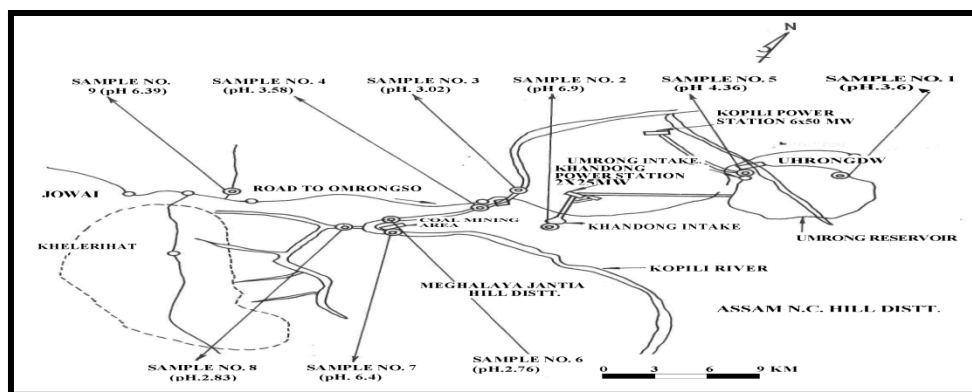 N
SAMPLE NO.
9 (pH 6.39)
SAMPLE NO. 4
(pH. 3.58)
SAMPLE NO. 3
(pH. 3.02)
SAMPLE NO. 2
(pH 6.9)
SAMPLE NO. 5
(pH 4.36)
SAMPLE NO. 1
(pH.3.6)
KOPILI POWER
STATION 6x50 MW
UMRONG INTAKE.
KHANDONG
POWER STATION
2X25MW
UHRONGDW
JOWAI
ROAD TO OMRONGSO
COAL MINING
AREA
KHANDONG INTAKE
UMRONG RESERVOIR
KHELERIHAT
KOPILI RIVER
MEGHALAYA JANTIA
HILL DISTT.
ASSAM N.C. HILL DISTT.
SAMPLE NO. 8
(pH.2.83)
SAMPLE NO. 7
(pH. 6.4)
SAMPLE NO. 6
(pH.2.76)
0 3 6 9 KM